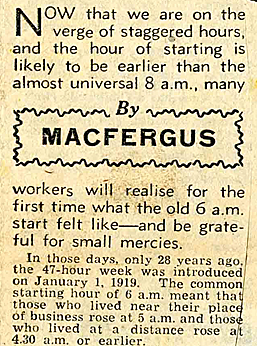 NOW that we are on the
verge of staggered hours,
and the hour of starting is
likely to be earlier than the
almost universal 8 a.m., many
By
MACFERGUS
workers will realise for the
first time what the old 6 a.m.
start felt like—and be grate-
ful for small mercies.
In those days, only 28 years ago,
the 47-hour week was introduced
on January 1, 1919. The common
starting hour of 6 a.m. meant that
those who lived near their place
of business rose at 5 a.m. and those
who lived at a distance rose at
4.30 a.m. or earlier.